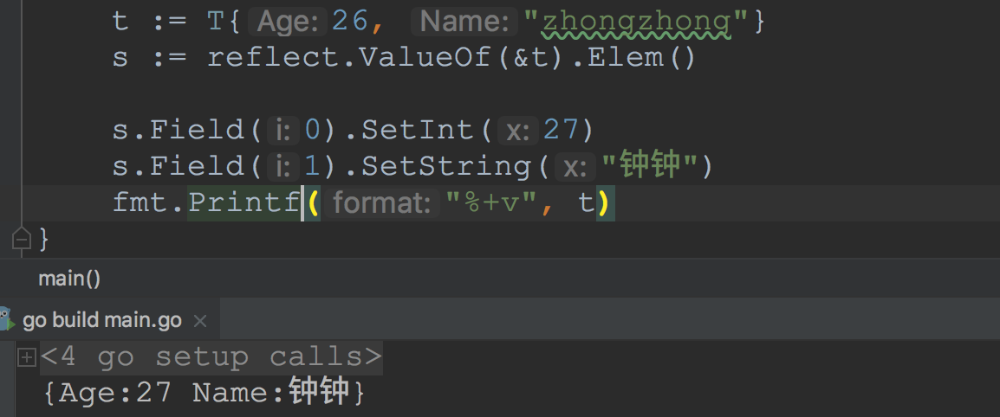 t := T{Age: 26, Name: "zhongzhong"}
s := reflect.ValueOf(&t).Elem()
s.Field(i: 0).SetInt(x: 27)
s.Field(i: 1).SetString(x: "钟钟")
fmt.Printf(format: "%+v", t)
}
main()
go build main.go
<4 go setup calls>
{Age:27 Name:钟钟}